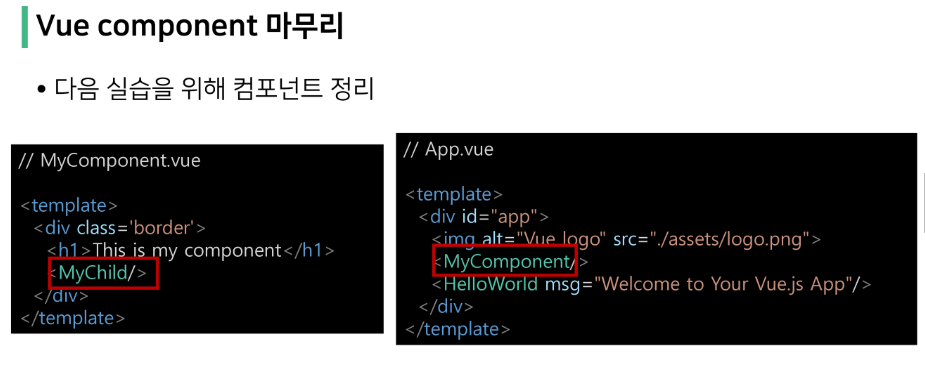 Vue component 마무리
• 다음 실습을 위해 컴포넌트 정리
// MyComponent.vue
<template>
<div class='border'>
<h1>This is my component</h1>
<MyChild/>
</div>
</template>
// App.vue
<template>
<div id="app">
<img alt="Vue logo" src="./assets/logo.png">
<MyComponent/>
<HelloWorld msg="Welcome to Your Vue.js App"/>
</div>
</template>